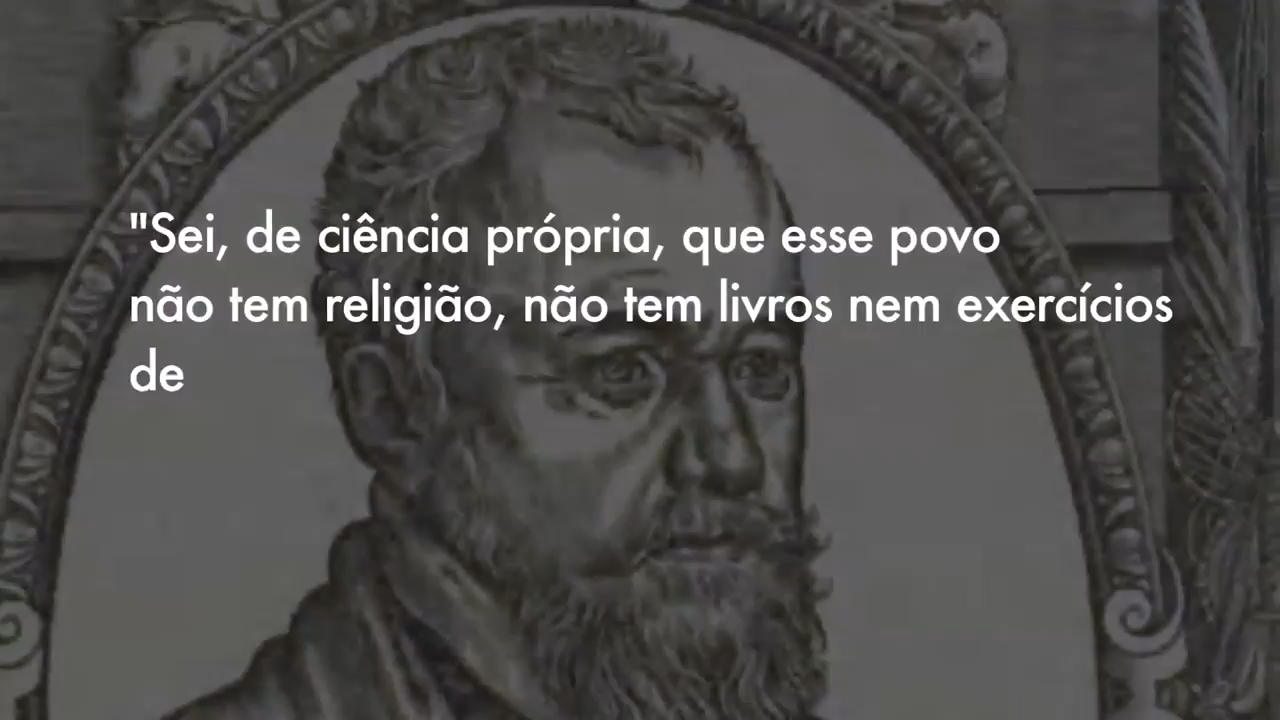 "Sei, de ciência própria, que esse povo
não tem religião, não tem livros nem exercícios
de